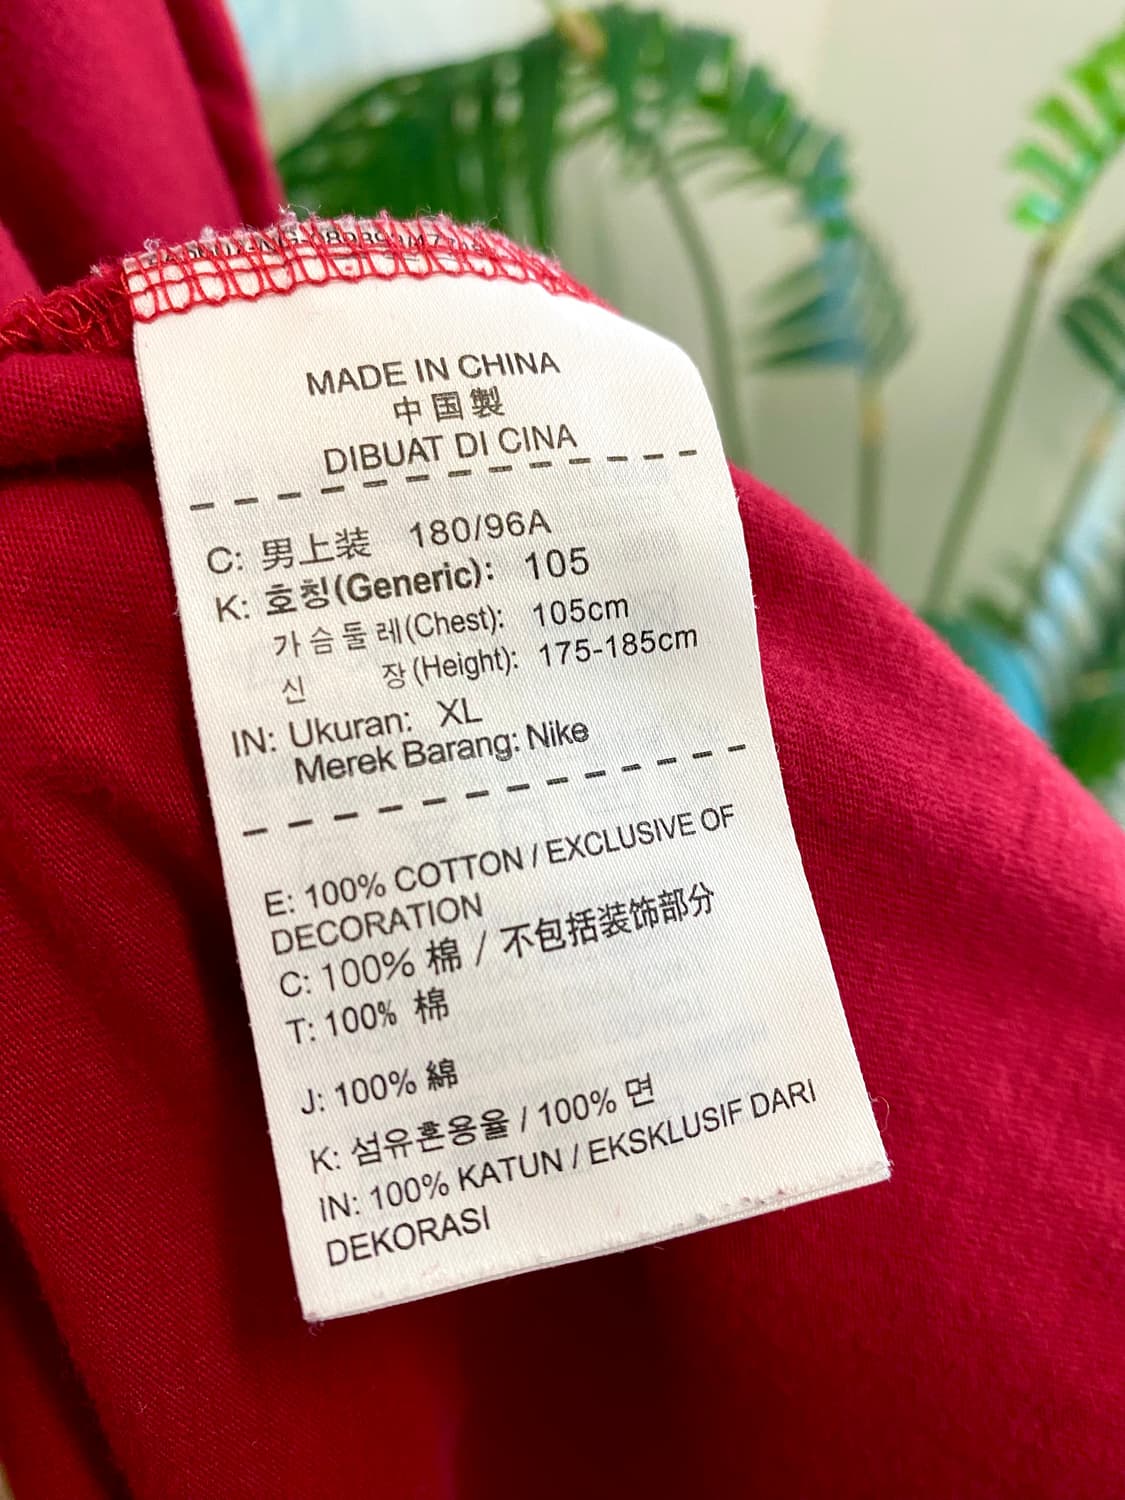 MADE IN CHINA
中国製
DIBUAT DI CINA
C: 男上装 180/96A
K: 호칭(Generic): 105
가슴둘레(Chest): 105cm
신 장(Height): 175-185cm
IN: Ukuran: XL
Merek Barang: Nike
E: 100% COTTON / EXCLUSIVE OF
DECORATION
C: 100% 棉 / 不包括装饰部分
T: 100% 棉
J: 100% 綿
K: 섬유혼용율 / 100% 면
IN: 100% KATUN / EKSKLUSIF DARI
DEKORASI